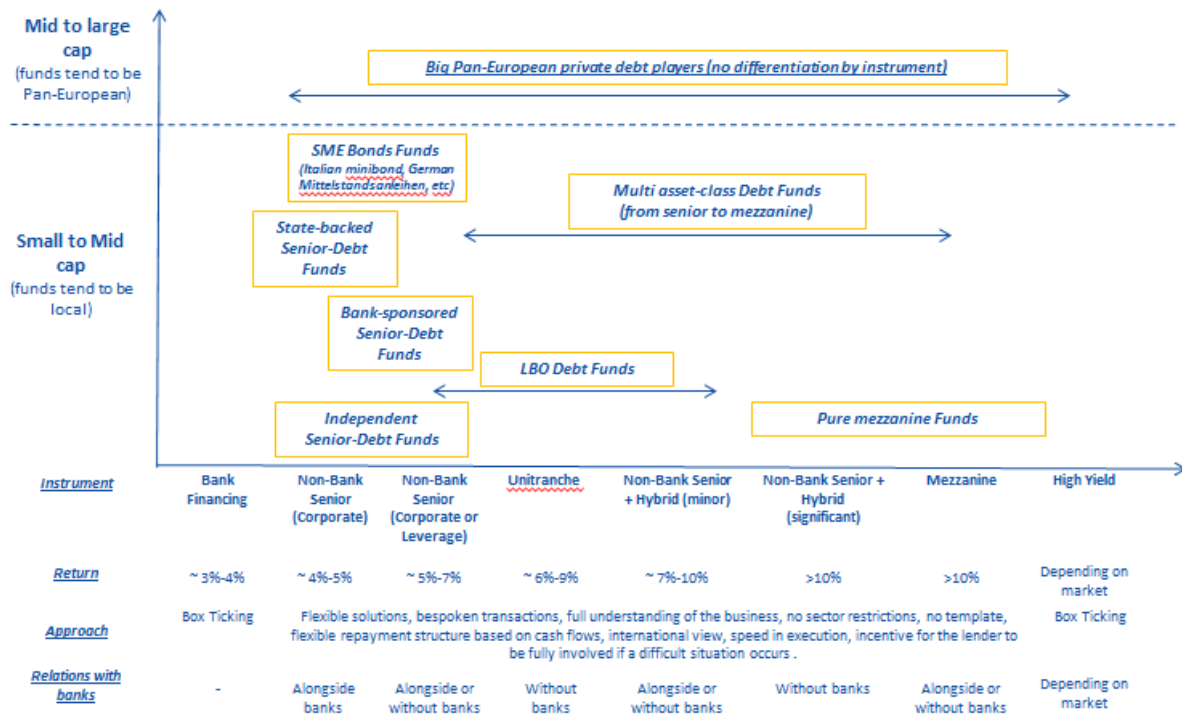 Mid to large
cap
(funds tend to be
Pan-European)
Big Pan-European private debt players (no differentiation by instrument)
SME Bonds Funds
(Italian minibond, German
Mittelstandsanleihen, etc)
Multi asset-class Debt Funds
(from senior to mezzanine)
State-backed
Senior-Debt
Funds
Small to Mid
cap
(funds tend to be
local)
Bank-sponsored
Senior-Debt
Funds
LBO Debt Funds
Independent
Senior-Debt Funds
Pure mezzanine Funds
Instrument
Bank
Financing
Non-Bank
Senior
(Corporate)
Non-Bank
Senior
(Corporate or
Leverage)
Unitranche
Non-Bank Senior
+ Hybrid (minor)
Non-Bank Senior +
Hybrid
(significant)
Mezzanine
High Yield
Return
~ 3%-4%
~ 4%-5%
~ 5%-7%
~ 6%-9%
~ 7%-10%
>10%
>10%
Depending on
market
Approach
Box Ticking
Flexible solutions, bespoken transactions, full understanding of the business, no sector restrictions, no template,
flexible repayment structure based on cash flows, international view, speed in execution, incentive for the lender to
be fully involved if a difficult situation occurs .
Box Ticking
Relations with
banks
-
Alongside
banks
Alongside or
without banks
Without
banks
Alongside or
without banks
Without banks
Alongside or
without banks
Depending on
market